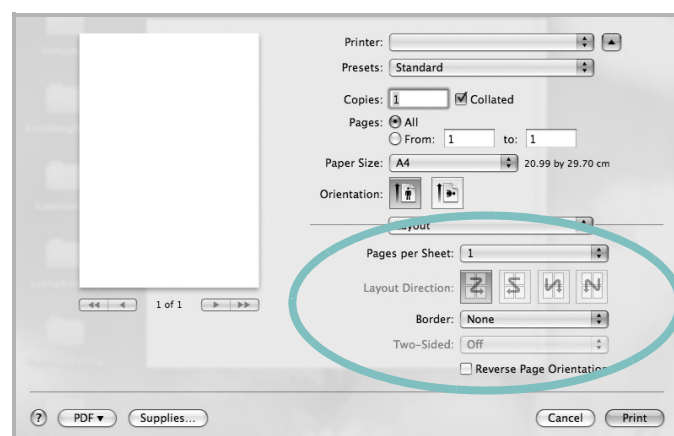 Printer:
Presets: Standard
Copies: 1 Collated
Pages: All
From: 1 to: 1
Paper Size: A4 20.99 by 29.70 cm
Orientation:
Layout
Pages per Sheet: 1
Layout Direction:
Border: None
Two-Sided: Off
Reverse Page Orientation
1 of 1
? PDF Supplies... Cancel Print